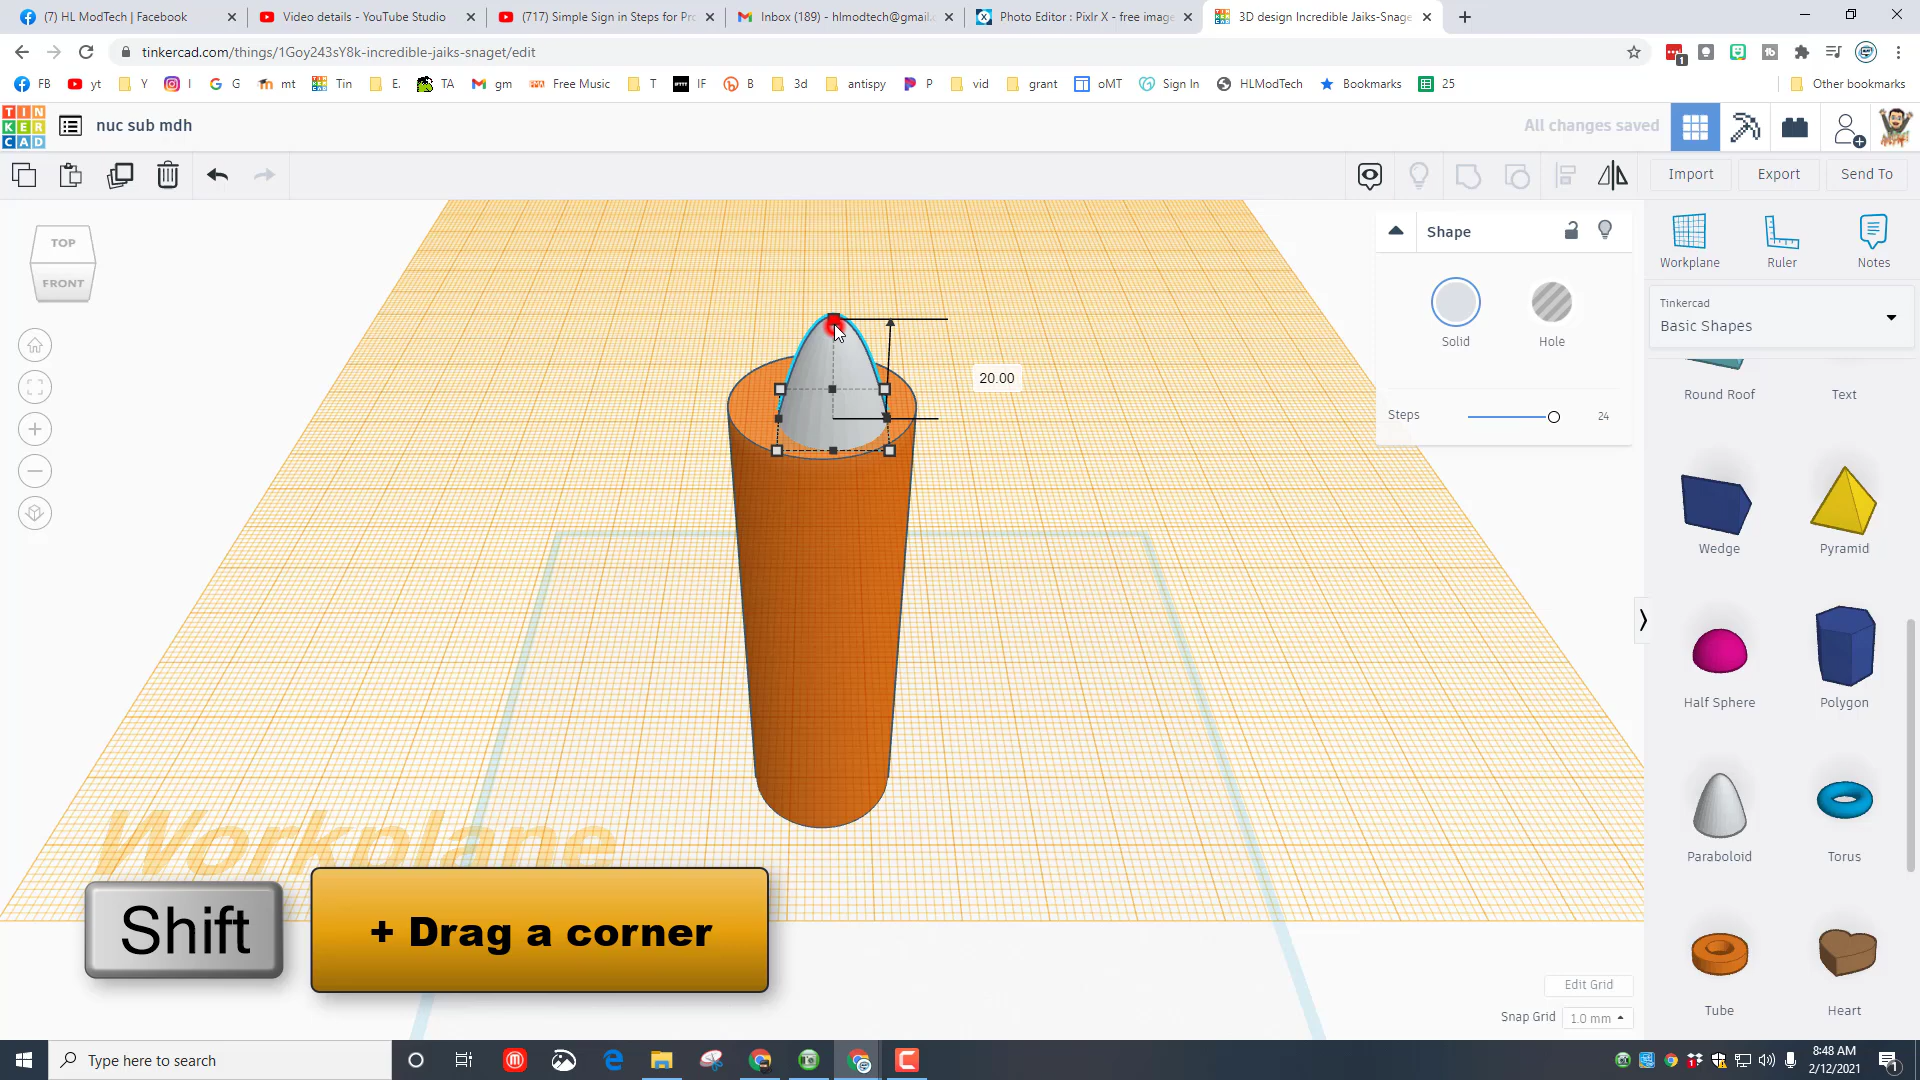 (7) HL ModTech | Facebook
Video details - YouTube Studio
(717) Simple Sign in Steps for Pro
Inbox (189) - hlmodtech@gmail.c
Photo Editor : Pixlr X - free image
3D design Incredible Jaiks-Snaget
tinkercad.com/things/1Goy243sY8k-incredible-jaiks-snaget/edit
FB
yt
Y
I
G
mt
Tin
E.
TA
gm
Free Music
T
IF
B
3d
antispy
P
vid
grant
oMT
Sign In
HLModTech
Bookmarks
25
Other bookmarks
TIN
KER
CAD
nuc sub mdh
All changes saved
Import
Export
Send To
TOP
FRONT
Shape
Solid
Hole
Steps
24
Workplane
Ruler
Notes
Tinkercad
Basic Shapes
Round Roof
Text
Wedge
Pyramid
Half Sphere
Polygon
Paraboloid
Torus
Tube
Heart
20.00
Workplane
Shift
+ Drag a corner
Edit Grid
Snap Grid
1.0 mm
Type here to search
8:48 AM
2/12/2021